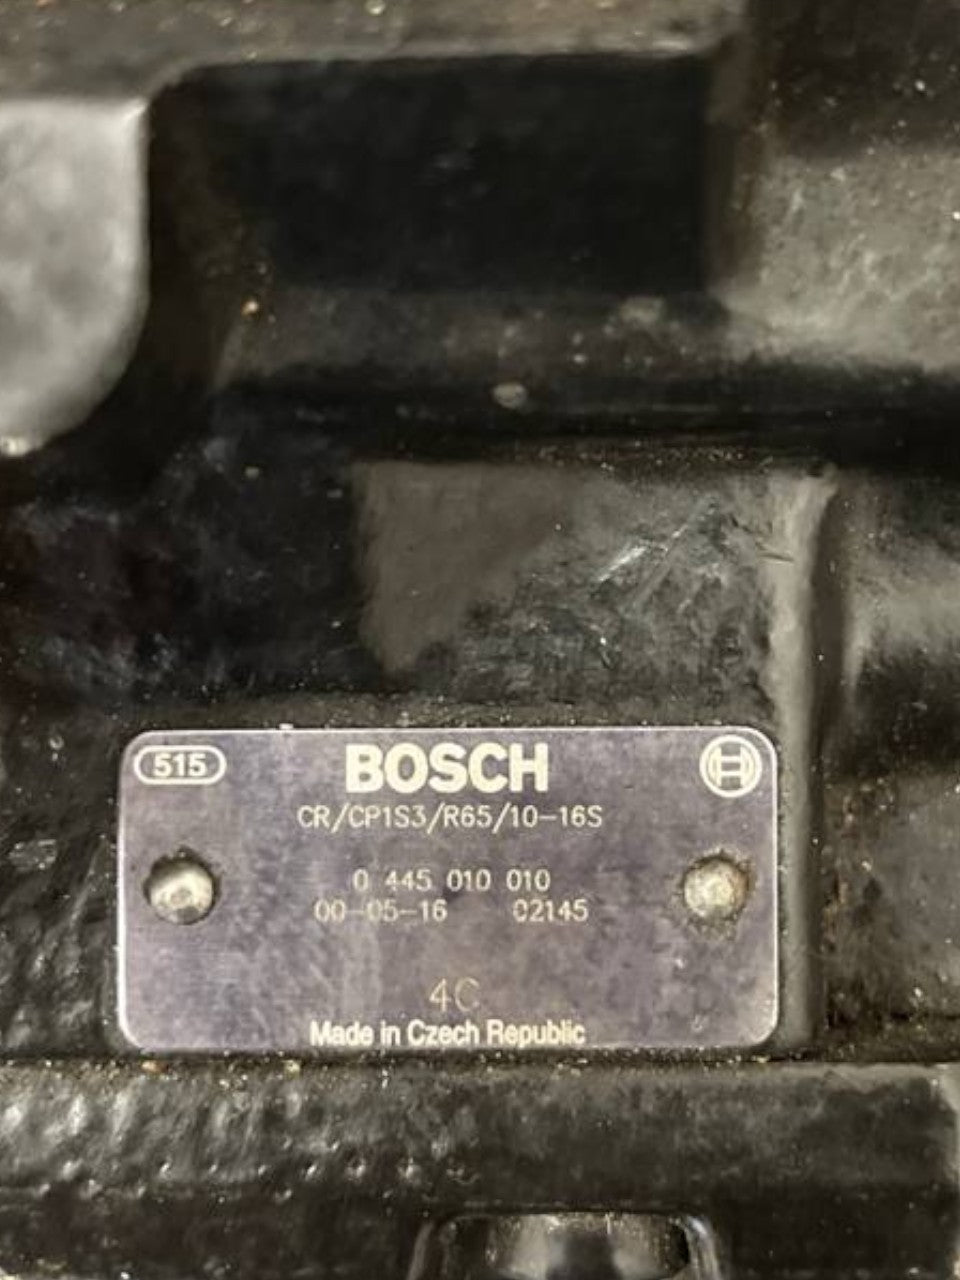 515 BOSCH
CR/CP1S3/R65/10-16S
0 445 010 010
00-05-16 02145
4C
Made in Czech Republic